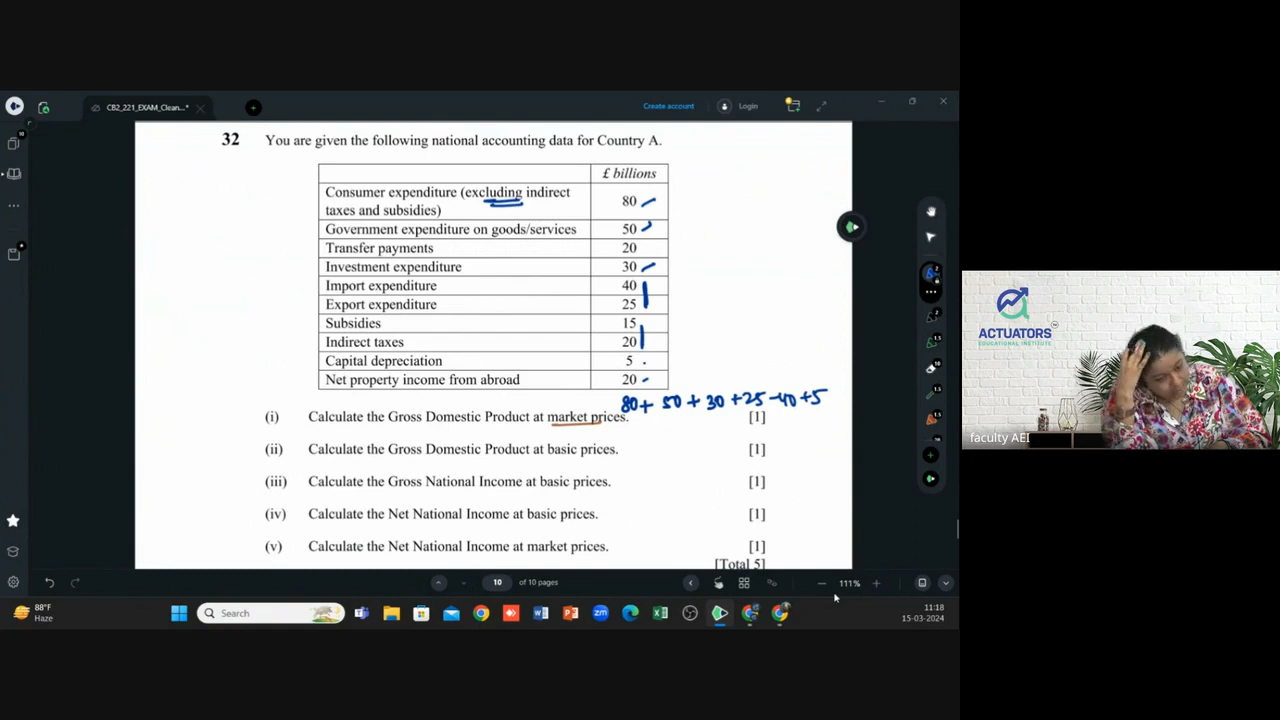 CB2_221_EXAM_Clean...*
Create account
Login
32 You are given the following national accounting data for Country A.
£ billions
Consumer expenditure (excluding indirect taxes and subsidies) 80
Government expenditure on goods/services 50
Transfer payments 20
Investment expenditure 30
Import expenditure 40
Export expenditure 25
Subsidies 15
Indirect taxes 20
Capital depreciation 5
Net property income from abroad 20
80+ 50 + 30 +25 -40 +5
(i) Calculate the Gross Domestic Product at market prices. [1]
(ii) Calculate the Gross Domestic Product at basic prices. [1]
(iii) Calculate the Gross National Income at basic prices. [1]
(iv) Calculate the Net National Income at basic prices. [1]
(v) Calculate the Net National Income at market prices. [1]
[Total 5]
10 of 10 pages
111%
88°F
Haze
Search
11:18
15-03-2024
ACTUATORS
EDUCATIONAL INSTITUTE
faculty AEI